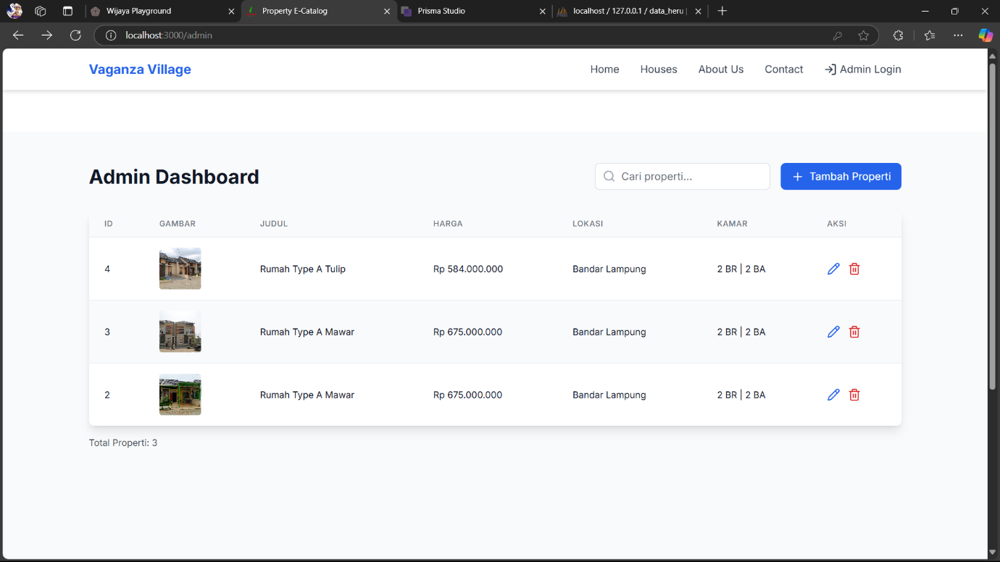 Wijaya Playground
Property E-Catalog
Prisma Studio
localhost / 127.0.0.1 / data_heru
localhost:3000/admin
Vaganza Village
Home
Houses
About Us
Contact
Admin Login
Admin Dashboard
Cari properti...
+ Tambah Properti
ID GAMBAR JUDUL HARGA LOKASI KAMAR AKSI
4 Rumah Type A Tulip Rp 584.000.000 Bandar Lampung 2 BR | 2 BA
3 Rumah Type A Mawar Rp 675.000.000 Bandar Lampung 2 BR | 2 BA
2 Rumah Type A Mawar Rp 675.000.000 Bandar Lampung 2 BR | 2 BA
Total Properti: 3